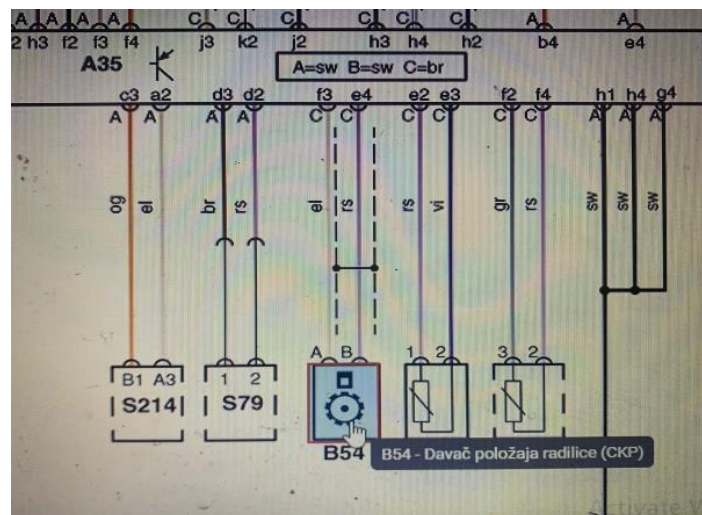 A A A A C C C C C A A
2 h3 f2 f3 f4 j3 k2 j2 h3 h4 h2 b4 e4
A35
A=sw B=sw C=br
c3 a2 d3 d2 f3 e4 e2 e3 f2 f4 h1 h4 g4
A A A A C C C C C C A A A
og el br rs el rs rs vi gr rs sw sw sw
A B 1 2 3 2
B1 A3 1 2
S214 S79
B54
B54 - Davač položaja radilice (CKP)
Activate W